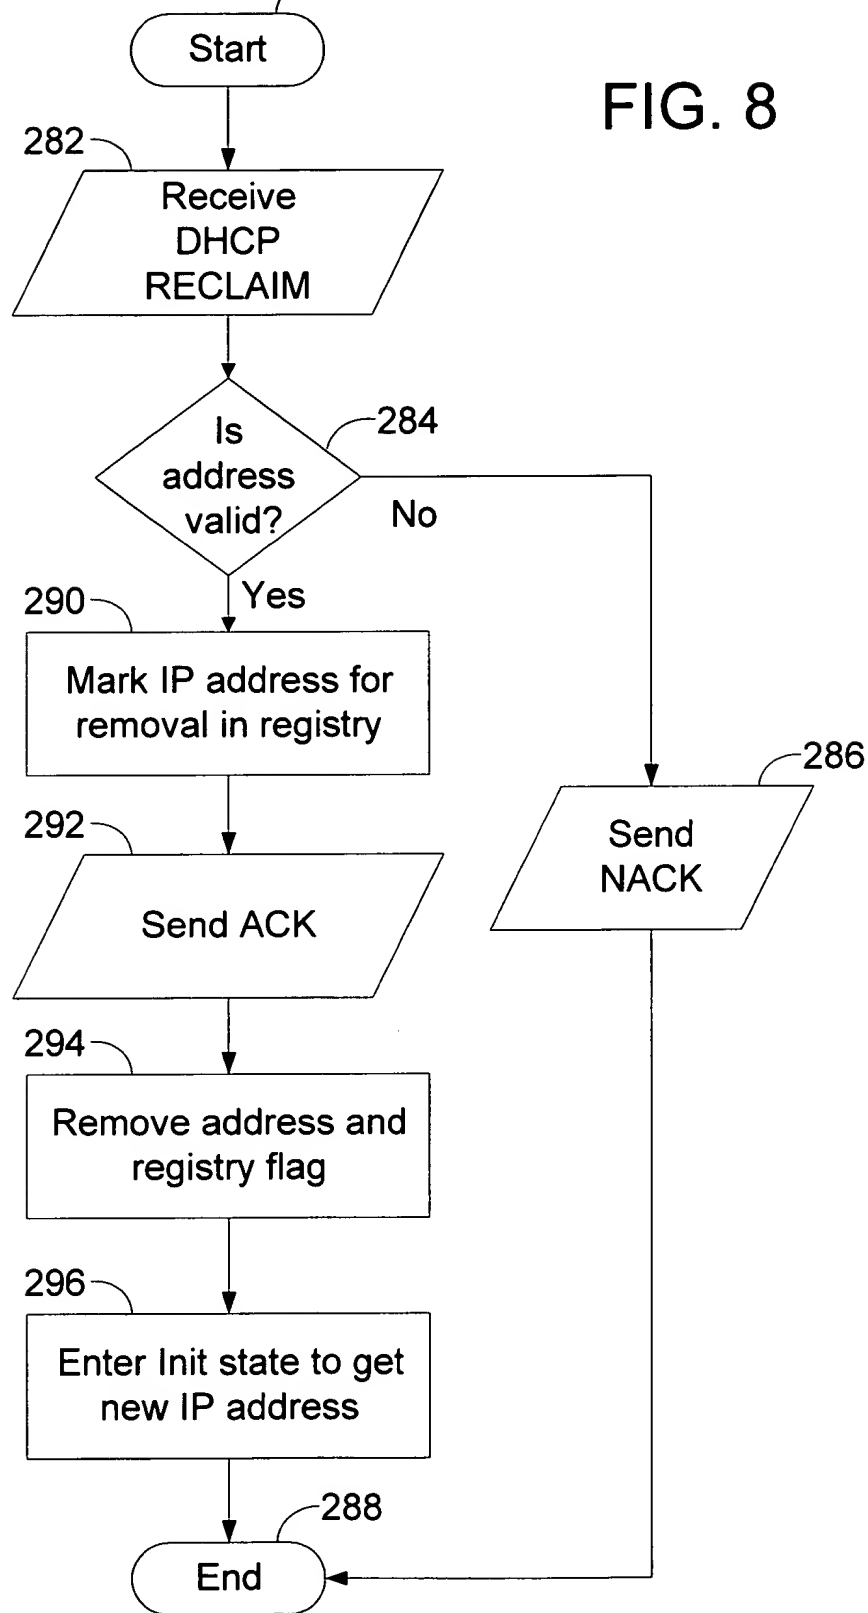 Start
FIG. 8
282
Receive
DHCP
RECLAIM
284
Is
address
valid?
No
Yes
290
Mark IP address for
removal in registry
286
Send
NACK
292
Send ACK
294
Remove address and
registry flag
296
Enter Init state to get
new IP address
288
End